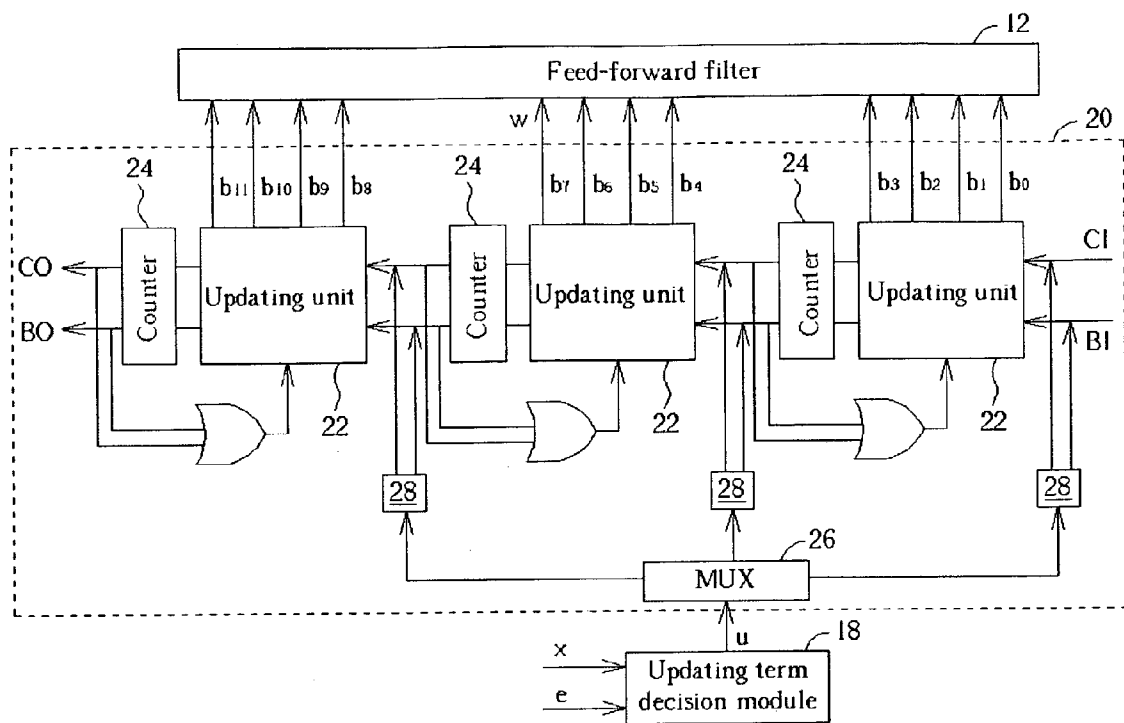 12
Feed-forward filter
20
w
24
b11 b10 b9 b8
24
b7 b6 b5 b4
24
b3 b2 b1 b0
CO
BO
Counter
Updating unit
Counter
Updating unit
Counter
Updating unit
CI
BI
22
22
22
28
28
28
26
MUX
u
18
x
e
Updating term
decision module